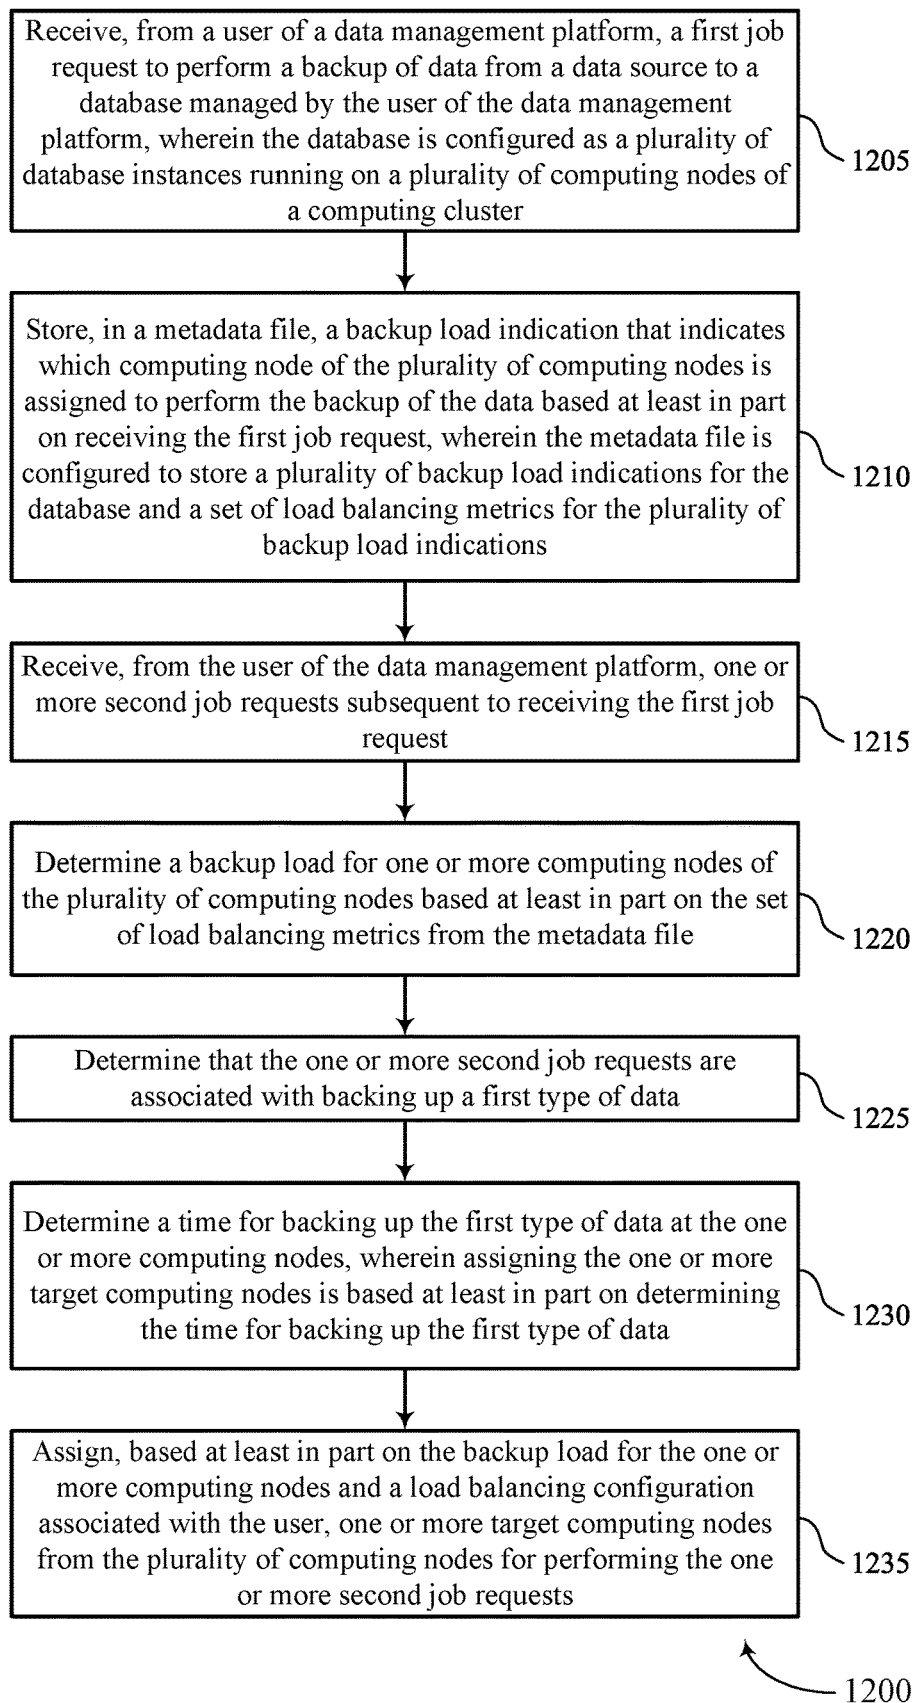 Receive, from a user of a data management platform, a first job
request to perform a backup of data from a data source to a
database managed by the user of the data management
platform, wherein the database is configured as a plurality of
database instances running on a plurality of computing nodes of
a computing cluster
1205
Store, in a metadata file, a backup load indication that indicates
which computing node of the plurality of computing nodes is
assigned to perform the backup of the data based at least in part
on receiving the first job request, wherein the metadata file is
configured to store a plurality of backup load indications for the
database and a set of load balancing metrics for the plurality of
backup load indications
1210
Receive, from the user of the data management platform, one or
more second job requests subsequent to receiving the first job
request
1215
Determine a backup load for one or more computing nodes of
the plurality of computing nodes based at least in part on the set
of load balancing metrics from the metadata file
1220
Determine that the one or more second job requests are
associated with backing up a first type of data
1225
Determine a time for backing up the first type of data at the one
or more computing nodes, wherein assigning the one or more
target computing nodes is based at least in part on determining
the time for backing up the first type of data
1230
Assign, based at least in part on the backup load for the one or
more computing nodes and a load balancing configuration
associated with the user, one or more target computing nodes
from the plurality of computing nodes for performing the one
or more second job requests
1235
1200